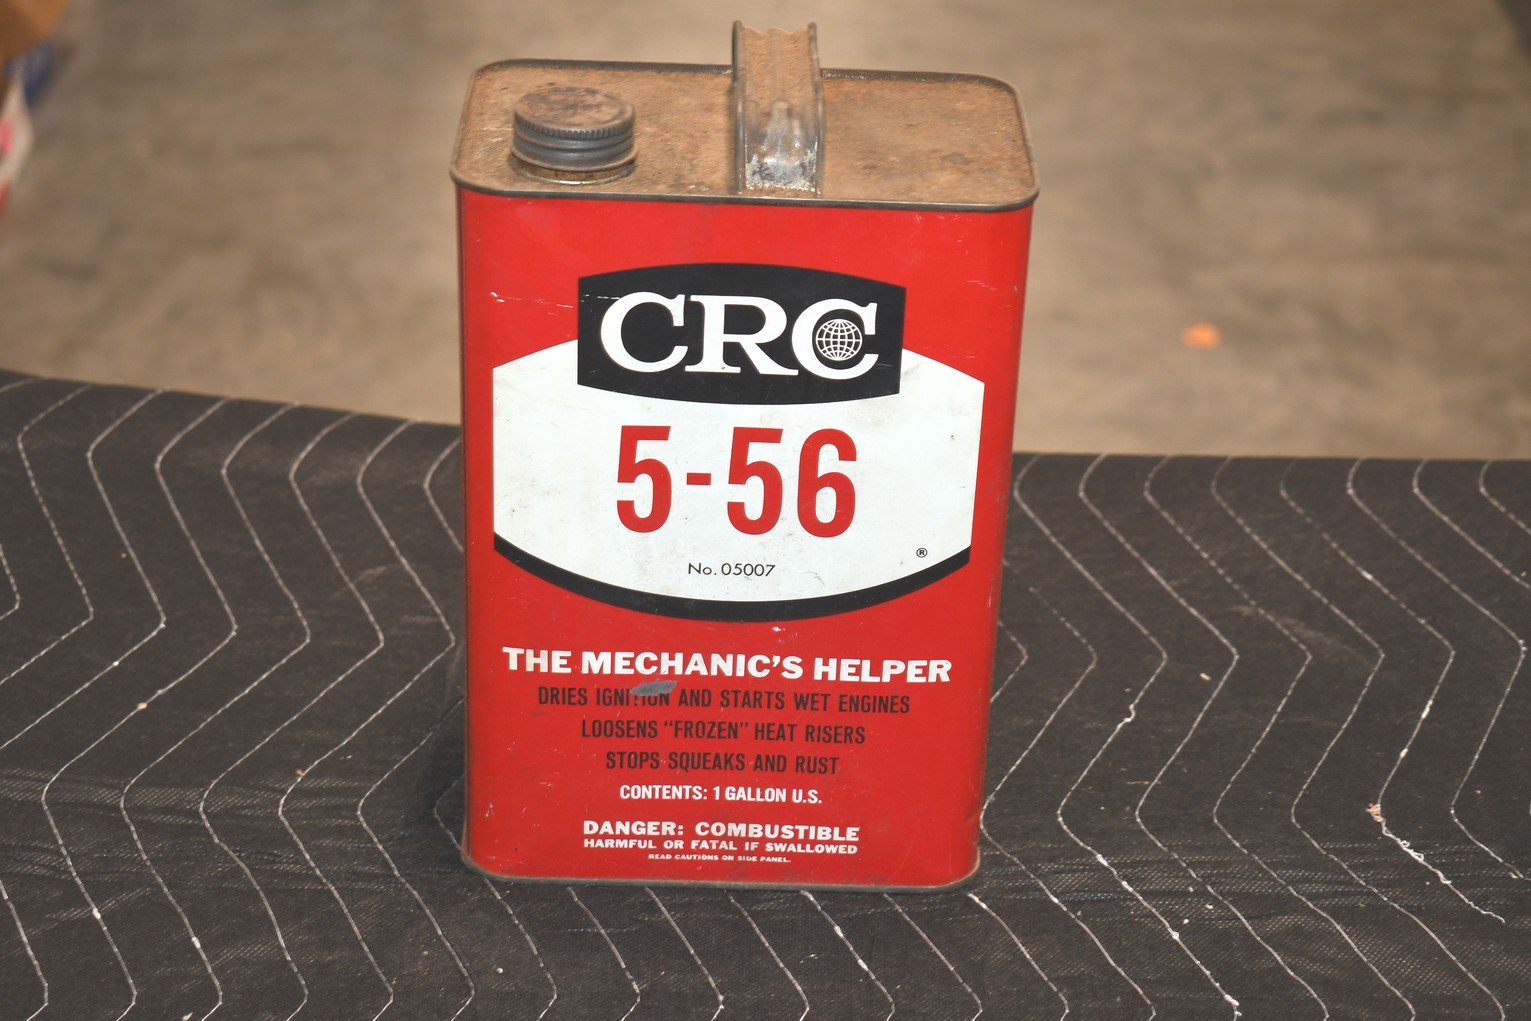 CRC
5-56
®
No. 05007
THE MECHANIC'S HELPER
DRIES IGNITION AND STARTS WET ENGINES
LOOSENS "FROZEN" HEAT RISERS
STOPS SQUEAKS AND RUST
CONTENTS: 1 GALLON U.S.
DANGER: COMBUSTIBLE
HARMFUL OR FATAL IF SWALLOWED
READ CAUTIONS ON SIDE PANEL.